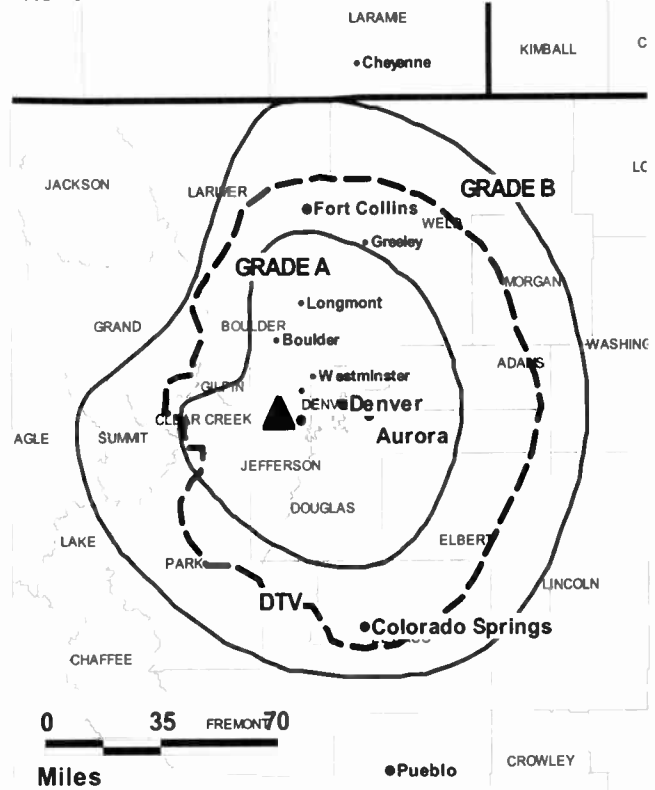 LARAMIE
KIMBALL
Cheyenne
JACKSON
LARIMER
GRADE B
Fort Collins
WELD
Greeley
GRADE A
MORGAN
Longmont
GRAND
BOULDER
Boulder
WASHING
ADAMS
Westminster
GILPIN
Denver
CLEAR CREEK
Aurora
AGLE
SUMMIT
JEFFERSON
DOUGLAS
LAKE
ELBERT
PARK
LINCOLN
DTV
Colorado Springs
CHAFFEE
0 35 FREMONT 70
CROWLEY
Miles
Pueblo